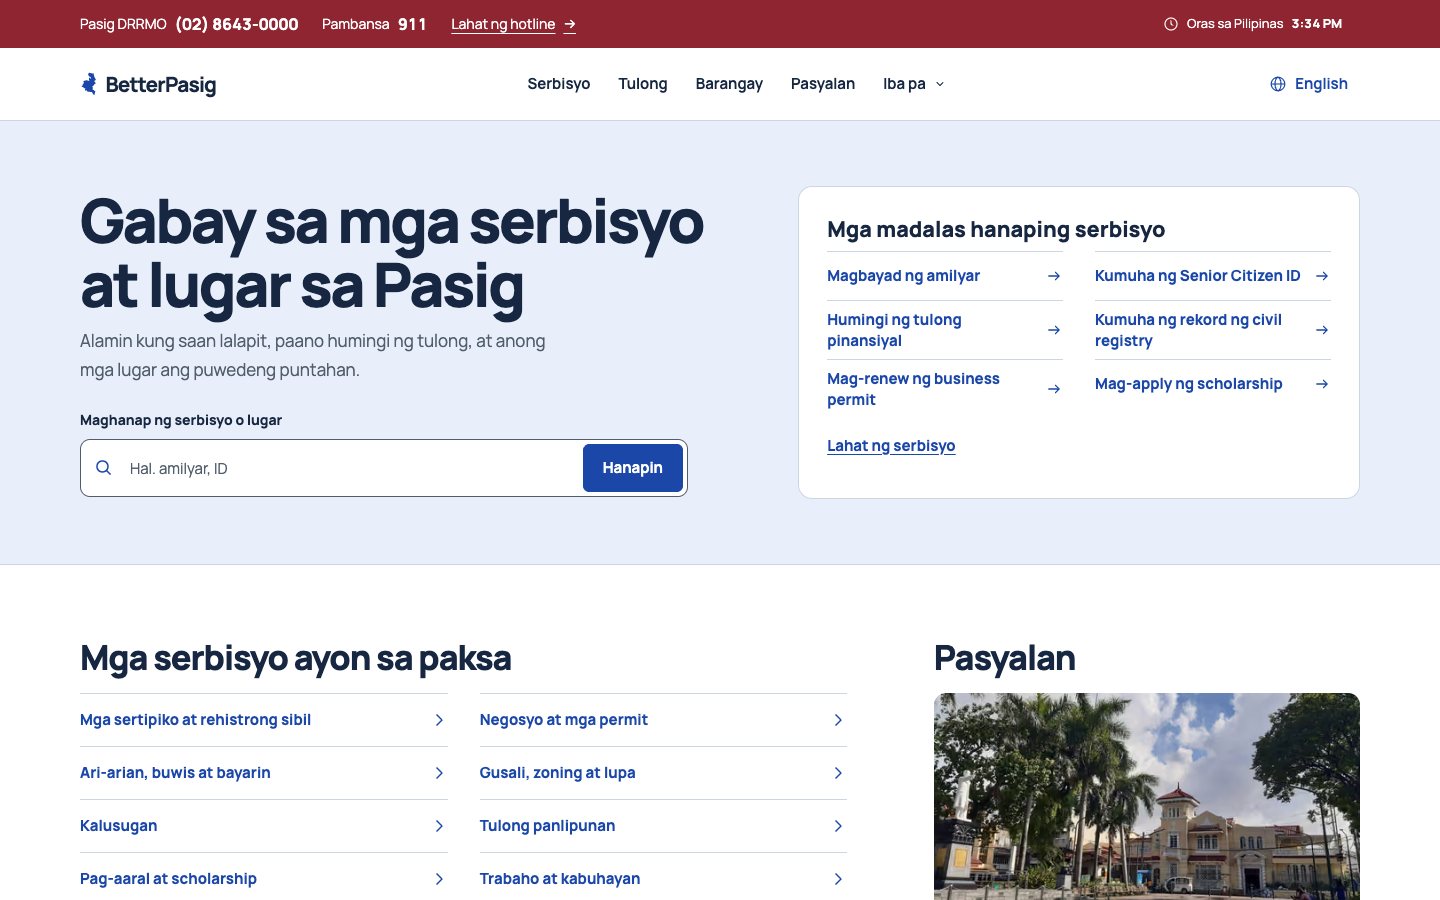 Pasig DRRMO (02) 8643-0000 Pambansa 911 Lahat ng hotline → Oras sa Pilipinas 3:34 PM
BetterPasig Serbisyo Tulong Barangay Pasyalan Iba pa English
Gabay sa mga serbisyo
at lugar sa Pasig
Alamin kung saan lalapit, paano humingi ng tulong, at anong
mga lugar ang puwedeng puntahan.
Maghanap ng serbisyo o lugar
Hal. amilyar, ID Hanapin
Mga madalas hanaping serbisyo
Magbayad ng amilyar →
Kumuha ng Senior Citizen ID →
Humingi ng tulong
pinansiyal →
Kumuha ng rekord ng civil
registry →
Mag-renew ng business
permit →
Mag-apply ng scholarship →
Lahat ng serbisyo
Mga serbisyo ayon sa paksa
Mga sertipiko at rehistrong sibil
Negosyo at mga permit
Ari-arian, buwis at bayarin
Gusali, zoning at lupa
Kalusugan
Tulong panlipunan
Pag-aaral at scholarship
Trabaho at kabuhayan
Pasyalan